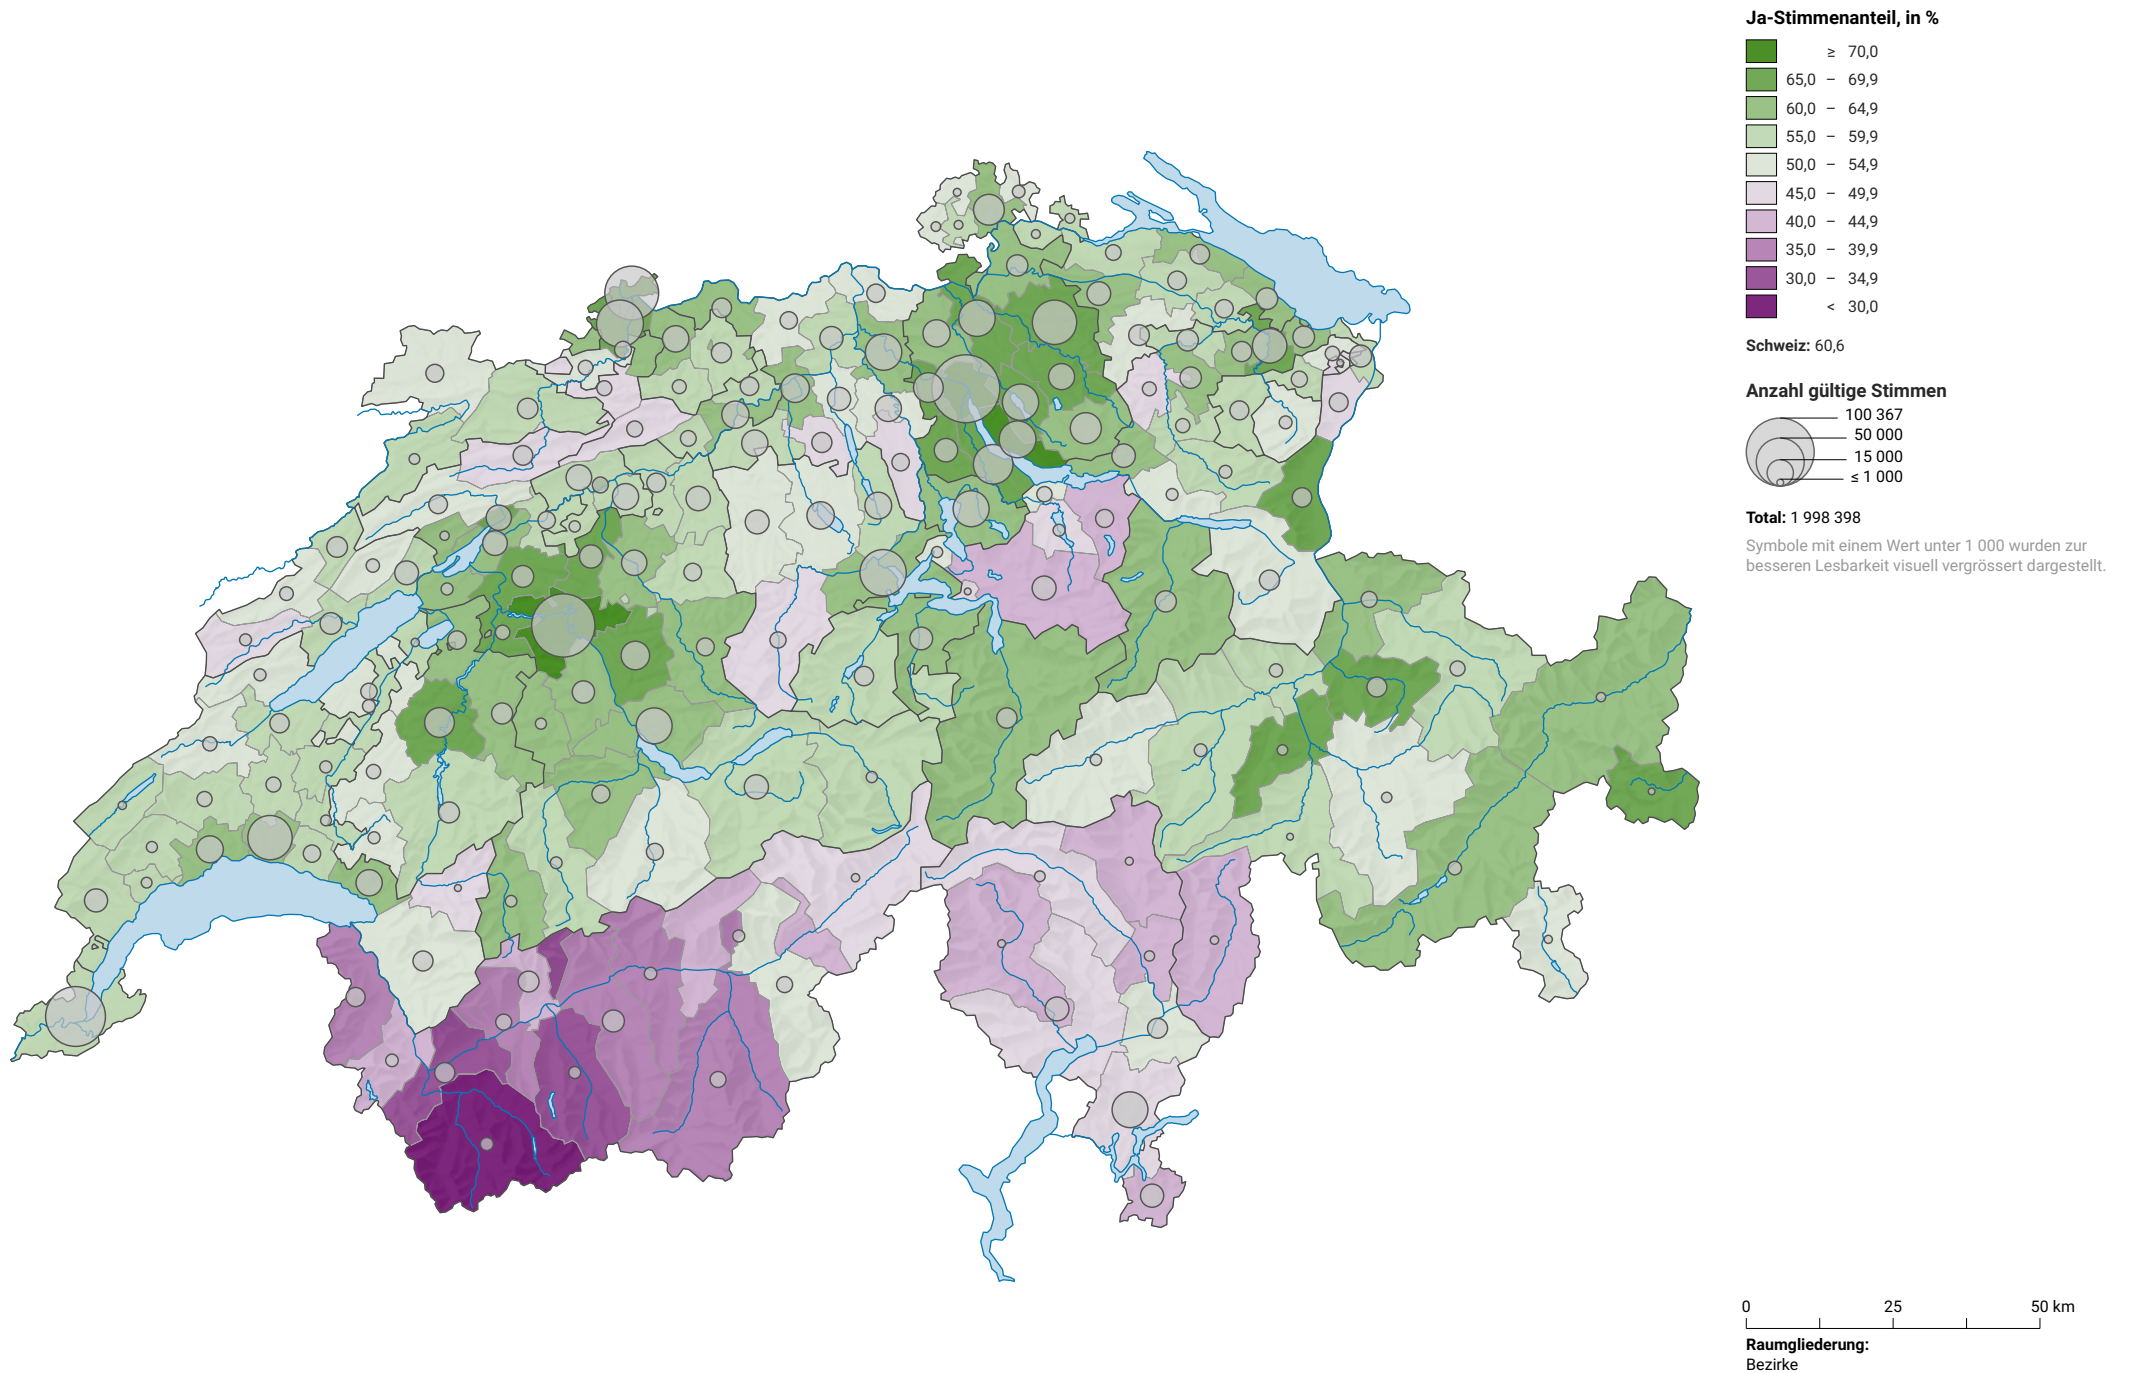 Ja-Stimmenanteil, in %
≥ 70,0
65,0 – 69,9
60,0 – 64,9
55,0 – 59,9
50,0 – 54,9
45,0 – 49,9
40,0 – 44,9
35,0 – 39,9
30,0 – 34,9
< 30,0
Schweiz: 60,6
Anzahl gültige Stimmen
100 367
50 000
15 000
≤ 1 000
Total: 1 998 398
Symbole mit einem Wert unter 1 000 wurden zur
besseren Lesbarkeit visuell vergrössert dargestellt.
0 25 50 km
Raumgliederung:
Bezirke